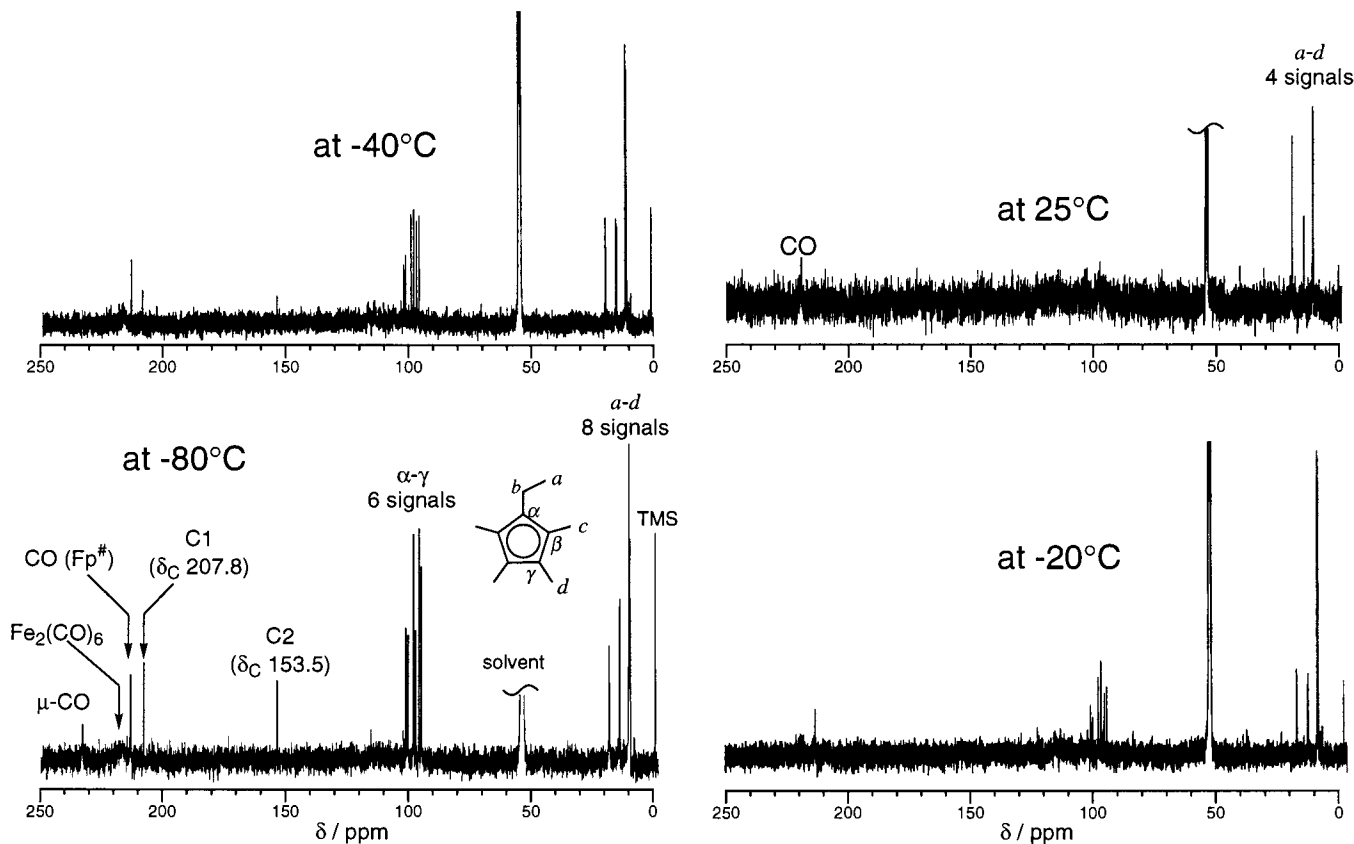 at -40°C
250 200 150 100 50 0
a-d
4 signals
at 25°C
CO
250 200 150 100 50 0
at -80°C
a-d
8 signals
α-γ
6 signals
b a
α
c
β
γ
d
TMS
C1
(δC 207.8)
CO (Fp#)
Fe2(CO)6
μ-CO
C2
(δC 153.5)
solvent
250 200 150 100 50 0
δ / ppm
at -20°C
250 200 150 100 50 0
δ / ppm